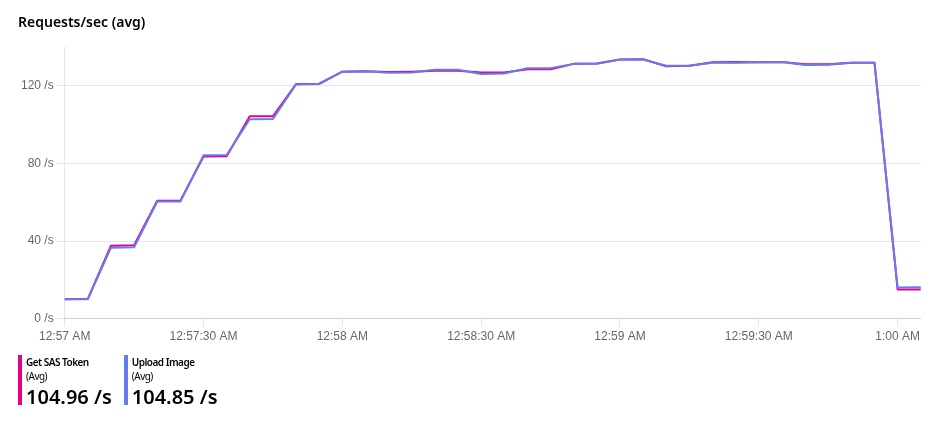 Requests/sec (avg)
120 /s
80 /s
40 /s
0 /s
12:57 AM 12:57:30 AM 12:58 AM 12:58:30 AM 12:59 AM 12:59:30 AM 1:00 AM
Get SAS Token Upload Image
(Avg) (Avg)
104.96 /s 104.85 /s